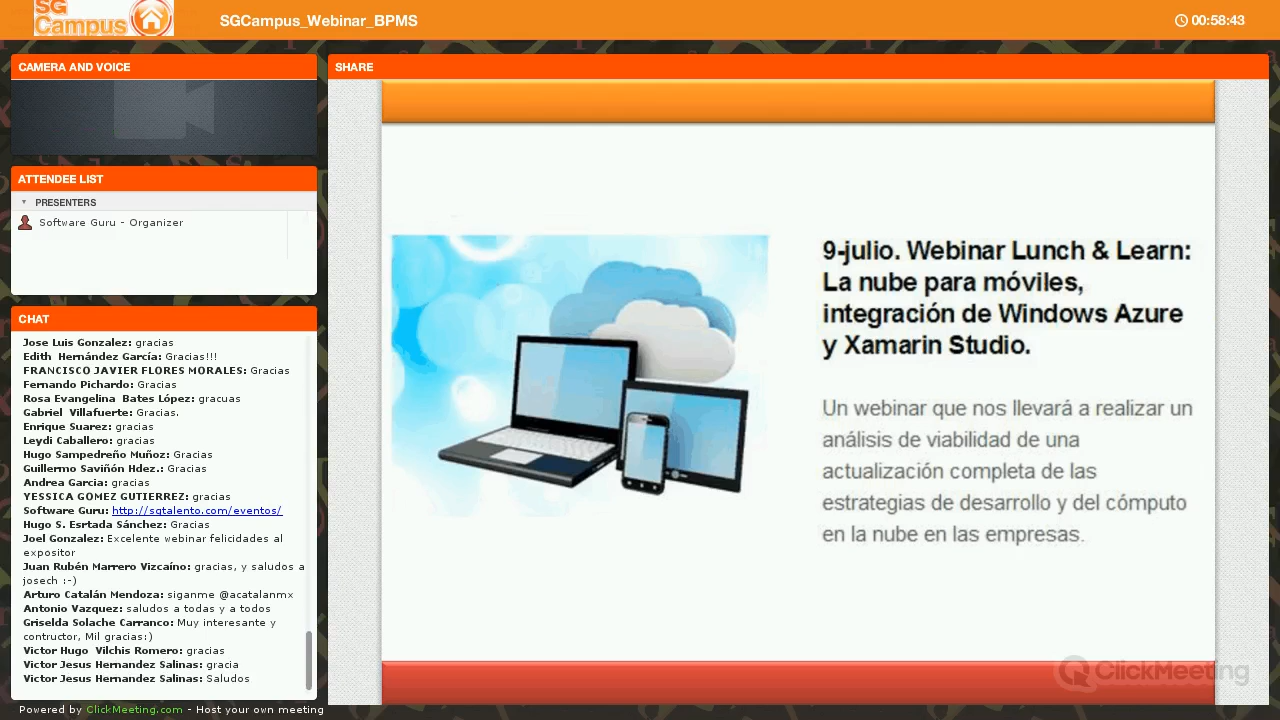 SG
Campus
SGCampus_Webinar_BPMS
00:58:43
CAMERA AND VOICE
ATTENDEE LIST
PRESENTERS
Software Guru - Organizer
CHAT
Jose Luis Gonzalez: gracias
Edith Hernández García: Gracias!!!
FRANCISCO JAVIER FLORES MORALES: Gracias
Fernando Pichardo: Gracias
Rosa Evangelina Bates López: gracuas
Gabriel Villafuerte: Gracias.
Enrique Suarez: gracias
Leydi Caballero: gracias
Hugo Sampedreño Muñoz: Gracias
Guillermo Saviñón Hdez.: Gracias
Andrea Garcia: gracias
YESSICA GOMEZ GUTIERREZ: gracias
Software Guru: http://sgtalento.com/eventos/
Hugo S. Esrtada Sánchez: Gracias
Joel Gonzalez: Excelente webinar felicidades al
expositor
Juan Rubén Marrero Vizcaíno: gracias, y saludos a
josech :-)
Arturo Catalán Mendoza: siganme @acatalanmx
Antonio Vazquez: saludos a todas y a todos
Griselda Solache Carranco: Muy interesante y
contructor, Mil gracias:)
Victor Hugo Vilchis Romero: gracias
Victor Jesus Hernandez Salinas: gracia
Victor Jesus Hernandez Salinas: Saludos
Powered by ClickMeeting.com - Host your own meeting
SHARE
9-julio. Webinar Lunch & Learn:
La nube para móviles,
integración de Windows Azure
y Xamarin Studio.
Un webinar que nos llevará a realizar un
análisis de viabilidad de una
actualización completa de las
estrategias de desarrollo y del cómputo
en la nube en las empresas.
ClickMeeting